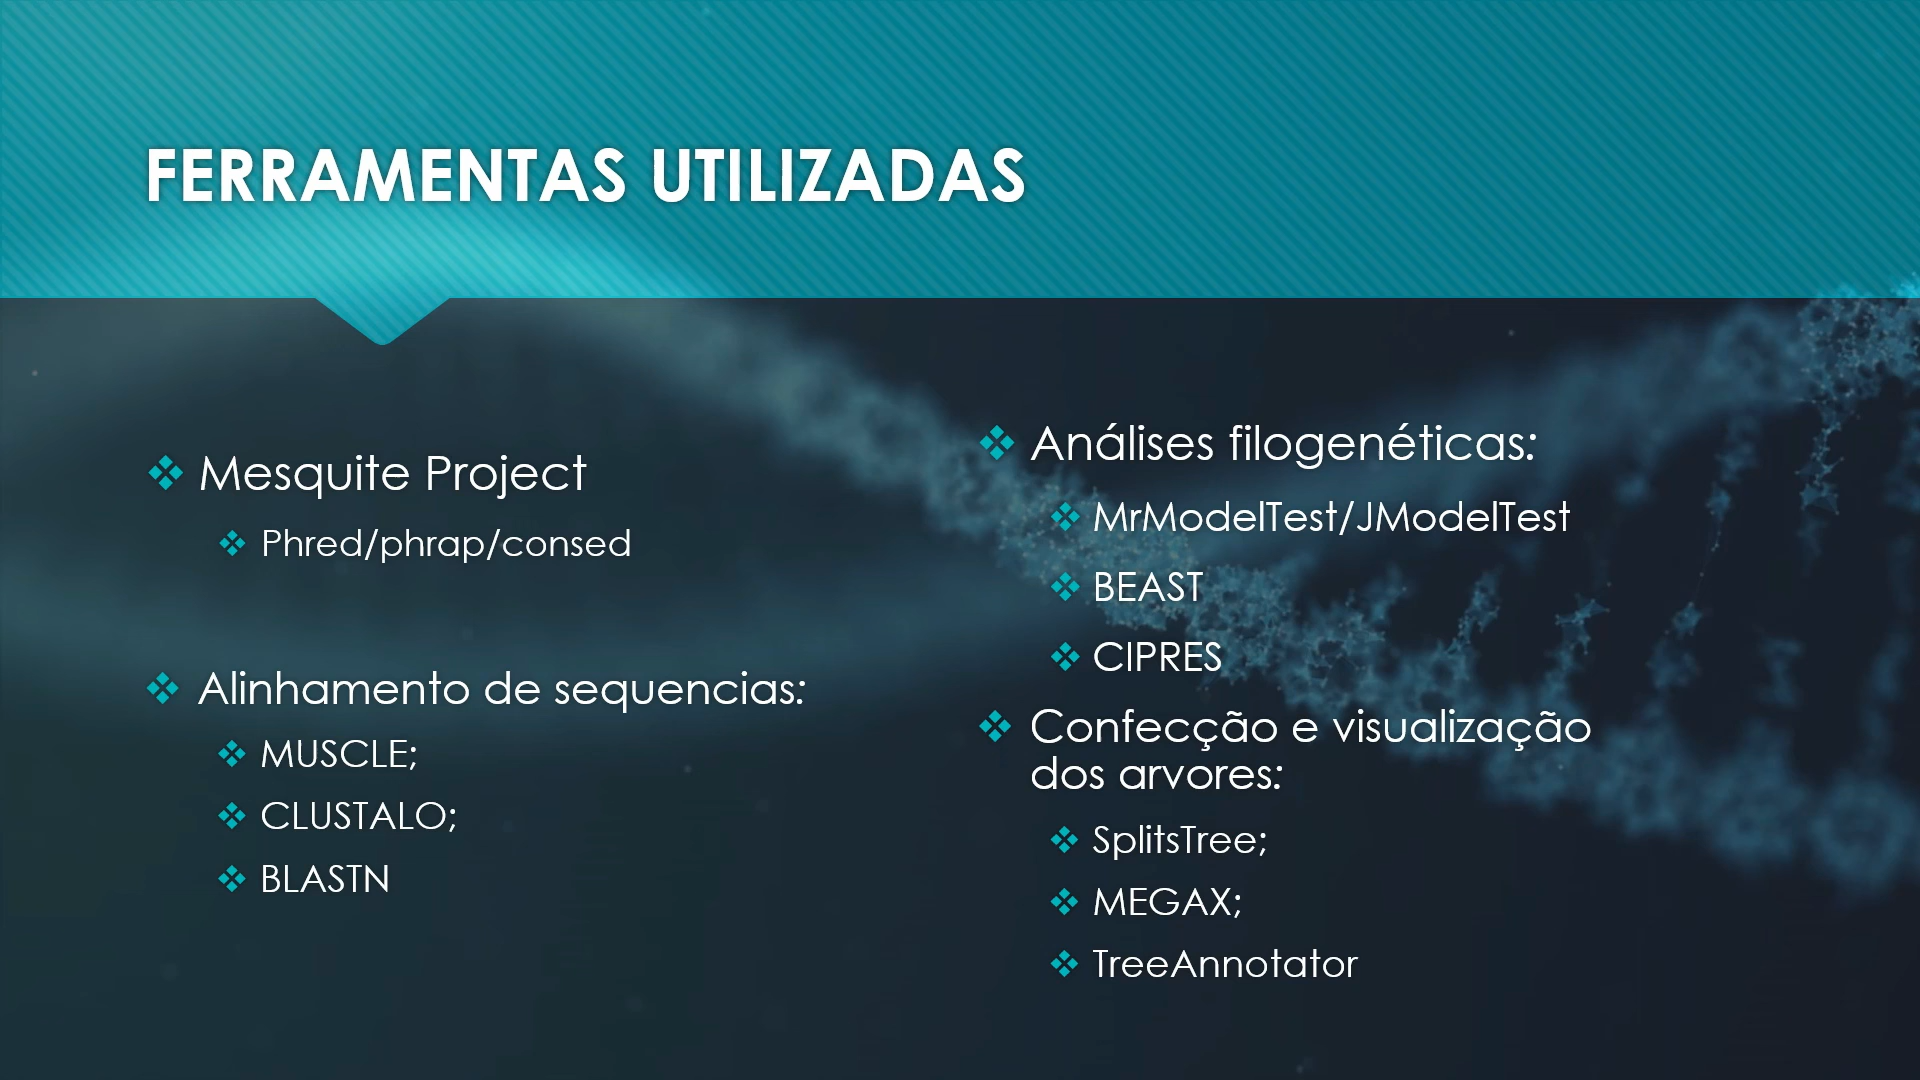 FERRAMENTAS UTILIZADAS
Mesquite Project
Phred/phrap/consed
Alinhamento de sequencias:
MUSCLE;
CLUSTALO;
BLASTN
Análises filogenéticas:
MrModelTest/JModelTest
BEAST
CIPRES
Confecção e visualização
dos arvores:
SplitsTree;
MEGAX;
TreeAnnotator